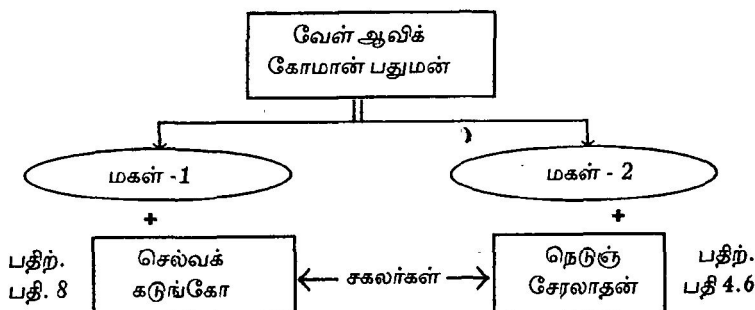 வேள் ஆவிக்
கோமான் பதுமன்
மகள் -1
மகள் - 2
+
+
பதிற்.
பதி. 8
செல்வக்
கடுங்கோ
சகலர்கள்
நெடுஞ்
சேரலாதன்
பதிற்.
பதி 4.6